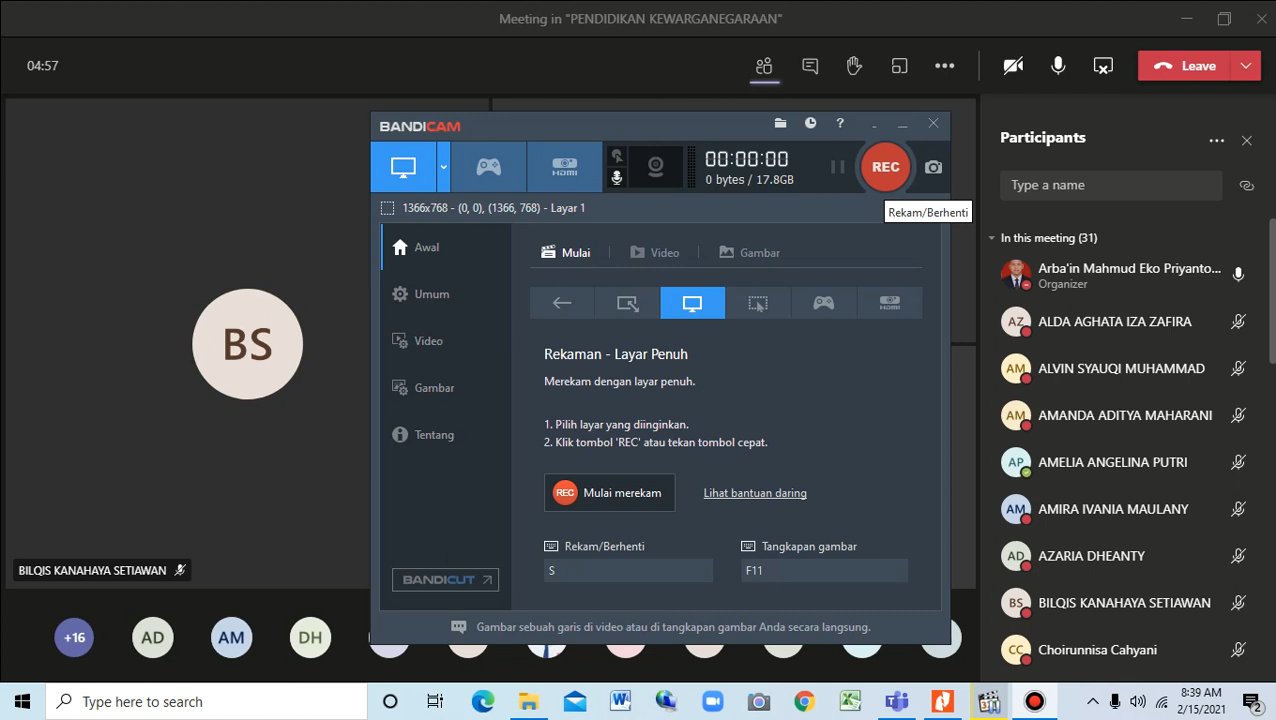 Meeting in "PENDIDIKAN KEWARGANEGARAAN"
04:57
Leave
BANDICAM
?
HDMI
00:00:00
0 bytes / 17.8GB
REC
Rekam/Berhenti
1366x768 - (0, 0), (1366, 768) - Layar 1
Awal
Umum
Video
Gambar
Tentang
BANDICUT
Mulai
Video
Gambar
HDMI
Rekaman - Layar Penuh
Merekam dengan layar penuh.
1. Pilih layar yang diinginkan.
2. Klik tombol 'REC' atau tekan tombol cepat.
REC Mulai merekam
Lihat bantuan daring
Rekam/Berhenti
S
Tangkapan gambar
F11
Gambar sebuah garis di video atau di tangkapan gambar Anda secara langsung.
BS
BILQIS KANAHAYA SETIAWAN
+16
AD
AM
DH
Participants
Type a name
In this meeting (31)
Arba'in Mahmud Eko Priyanto...
Organizer
AZ ALDA AGHATA IZA ZAFIRA
AM ALVIN SYAUQI MUHAMMAD
AM AMANDA ADITYA MAHARANI
AP AMELIA ANGELINA PUTRI
AM AMIRA IVANIA MAULANY
AD AZARIA DHEANTY
BS BILQIS KANAHAYA SETIAWAN
CC Choirunnisa Cahyani
Type here to search
8:39 AM
2/15/2021
2